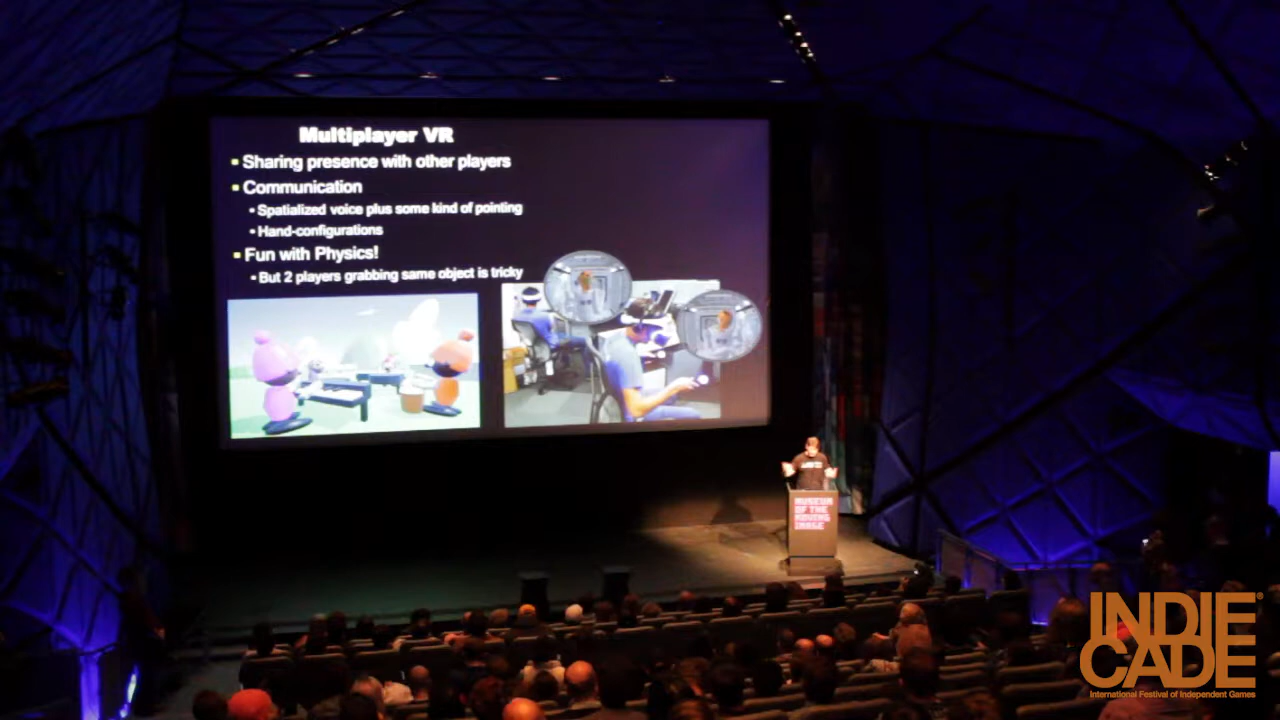 Multiplayer VR
▪ Sharing presence with other players
▪ Communication
▪ Spatialized voice plus some kind of pointing
▪ Hand-configurations
▪ Fun with Physics!
▪ But 2 players grabbing same object is tricky
MUSEUM
OF THE
MOVING
IMAGE
INDIE®
CADE
International Festival of Independent Games